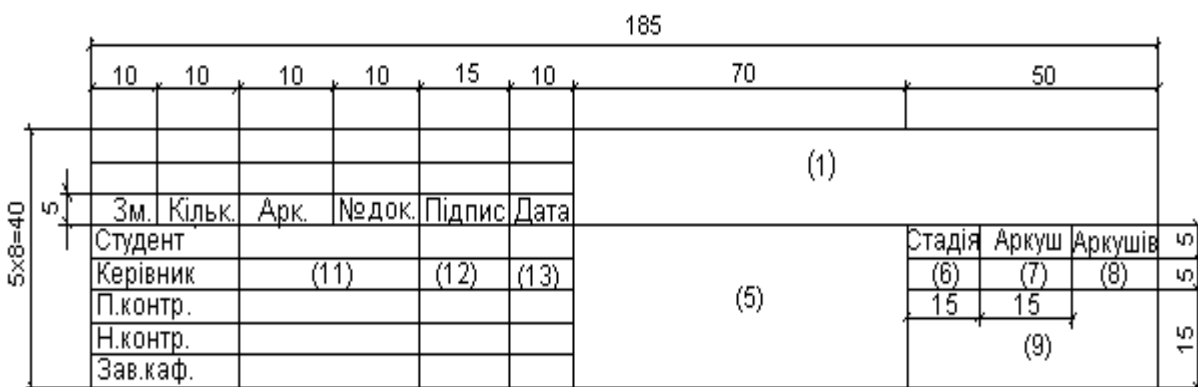 185
10 10 10 10 15 10 70 50
(1)
5x8=40
5
Зм. Кільк. Арк. №док. Підпис Дата
Студент Стадія Аркуш Аркушів 5
Керівник (11) (12) (13) (6) (7) (8) 5
П.контр. (5) 15 15
Н.контр. (9) 15
Зав.каф.